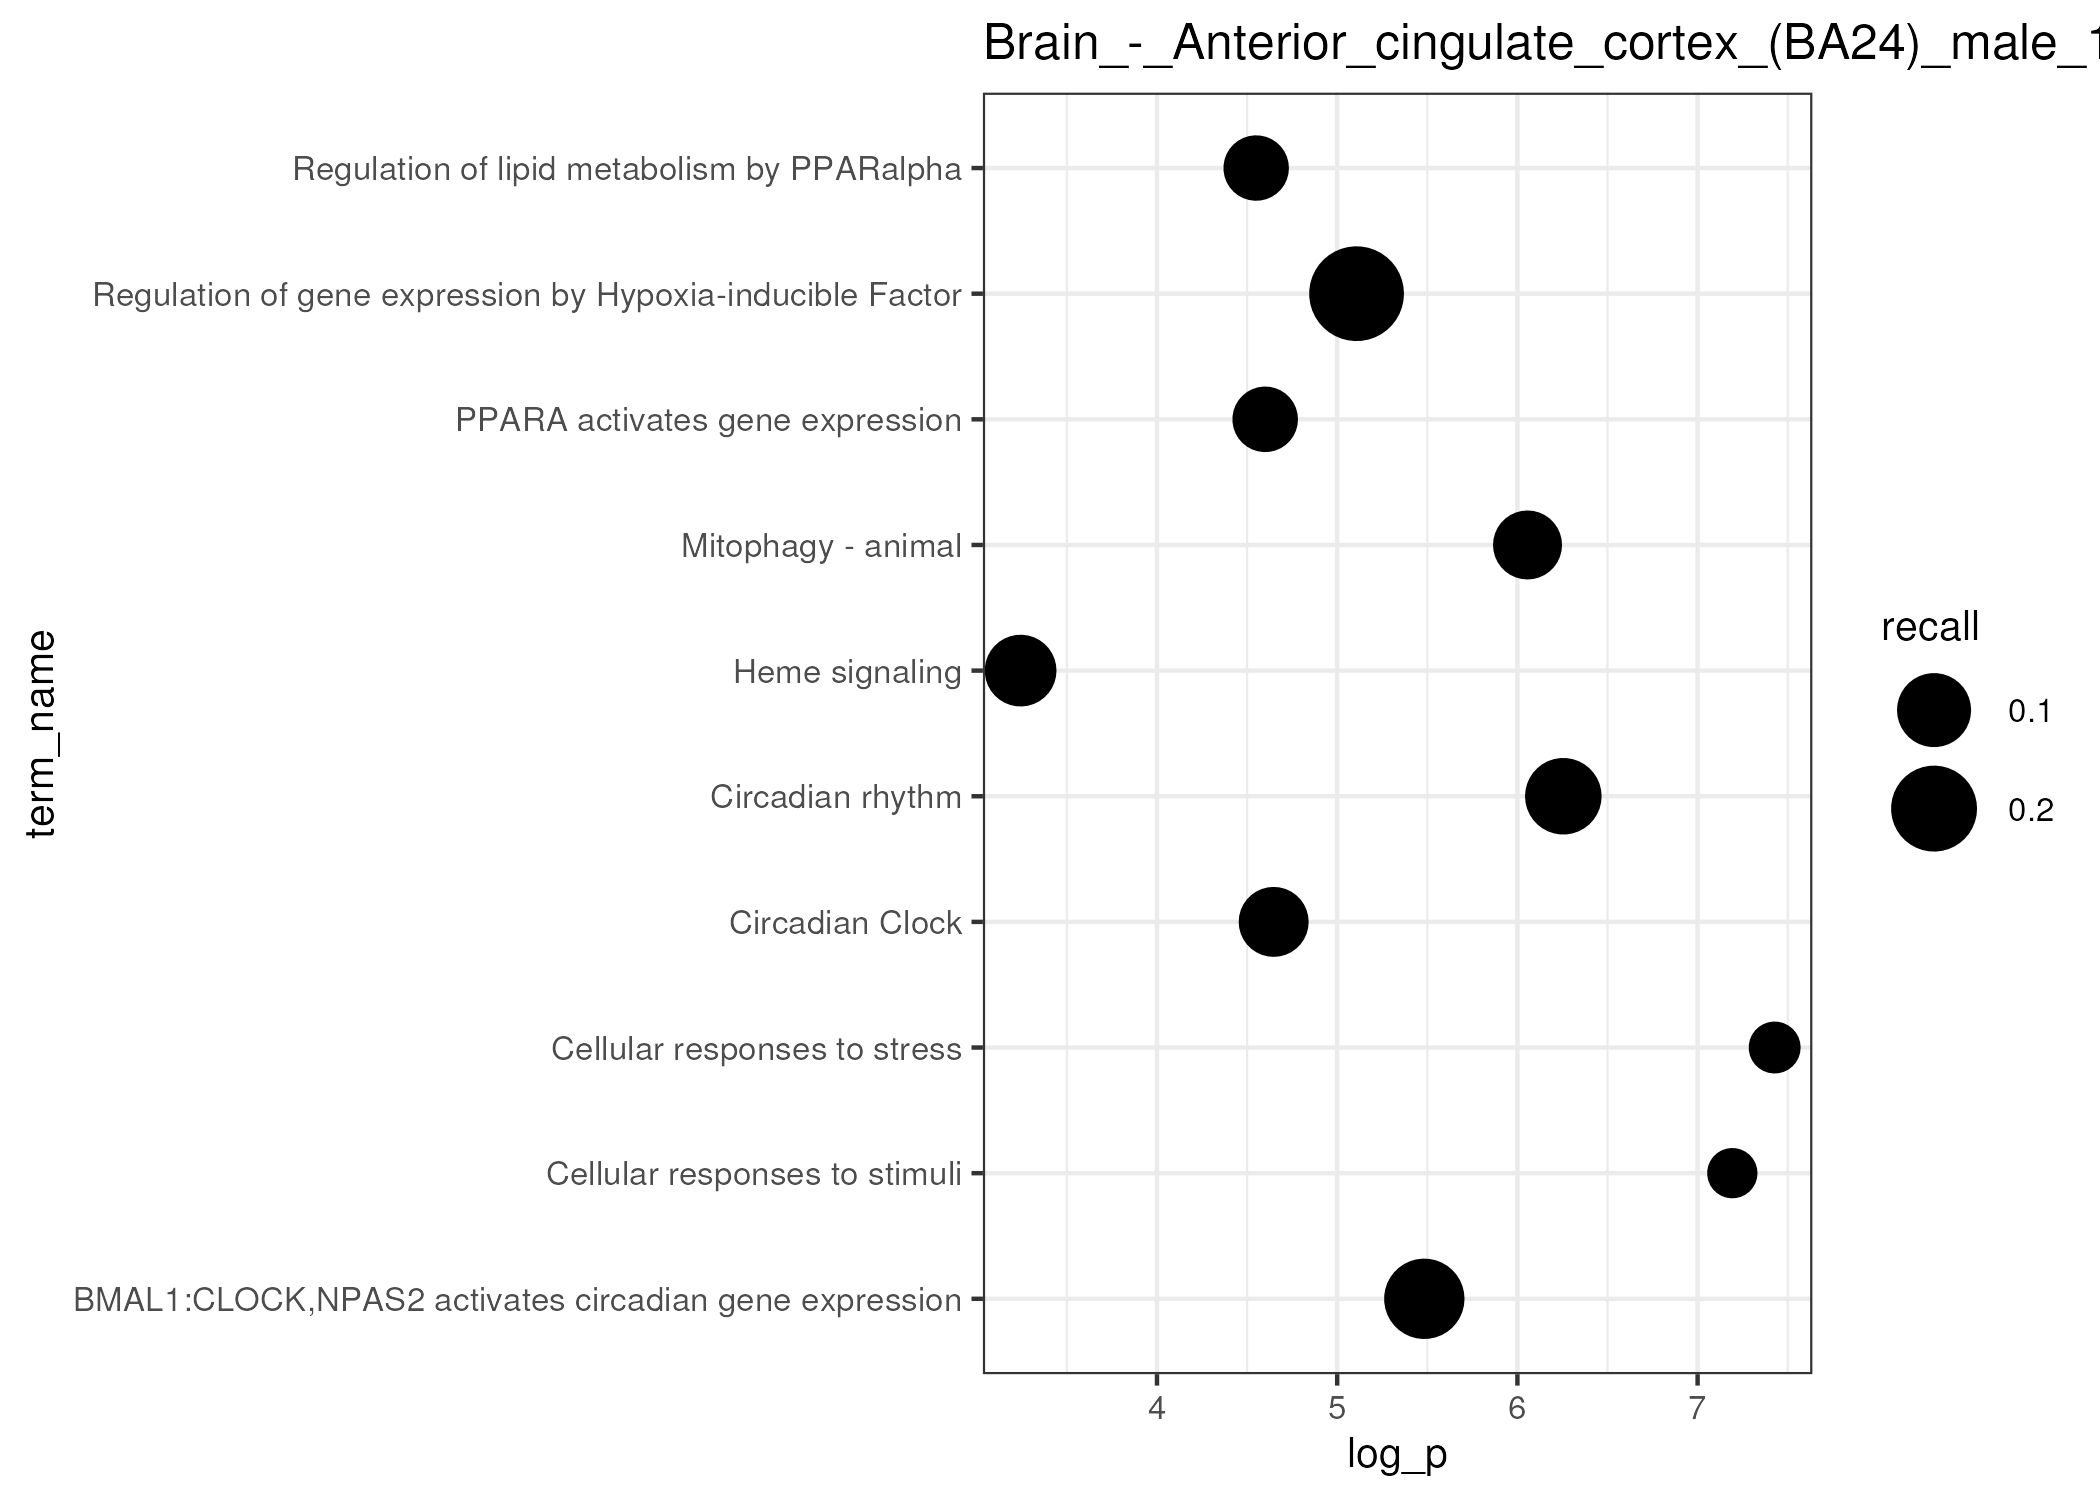 Brain_-_Anterior_cingulate_cortex_(BA24)_male_1
Regulation of lipid metabolism by PPARalpha
Regulation of gene expression by Hypoxia-inducible Factor
PPARA activates gene expression
Mitophagy - animal
Heme signaling
Circadian rhythm
Circadian Clock
Cellular responses to stress
Cellular responses to stimuli
BMAL1:CLOCK,NPAS2 activates circadian gene expression
term_name
4 5 6 7
log_p
recall
0.1
0.2